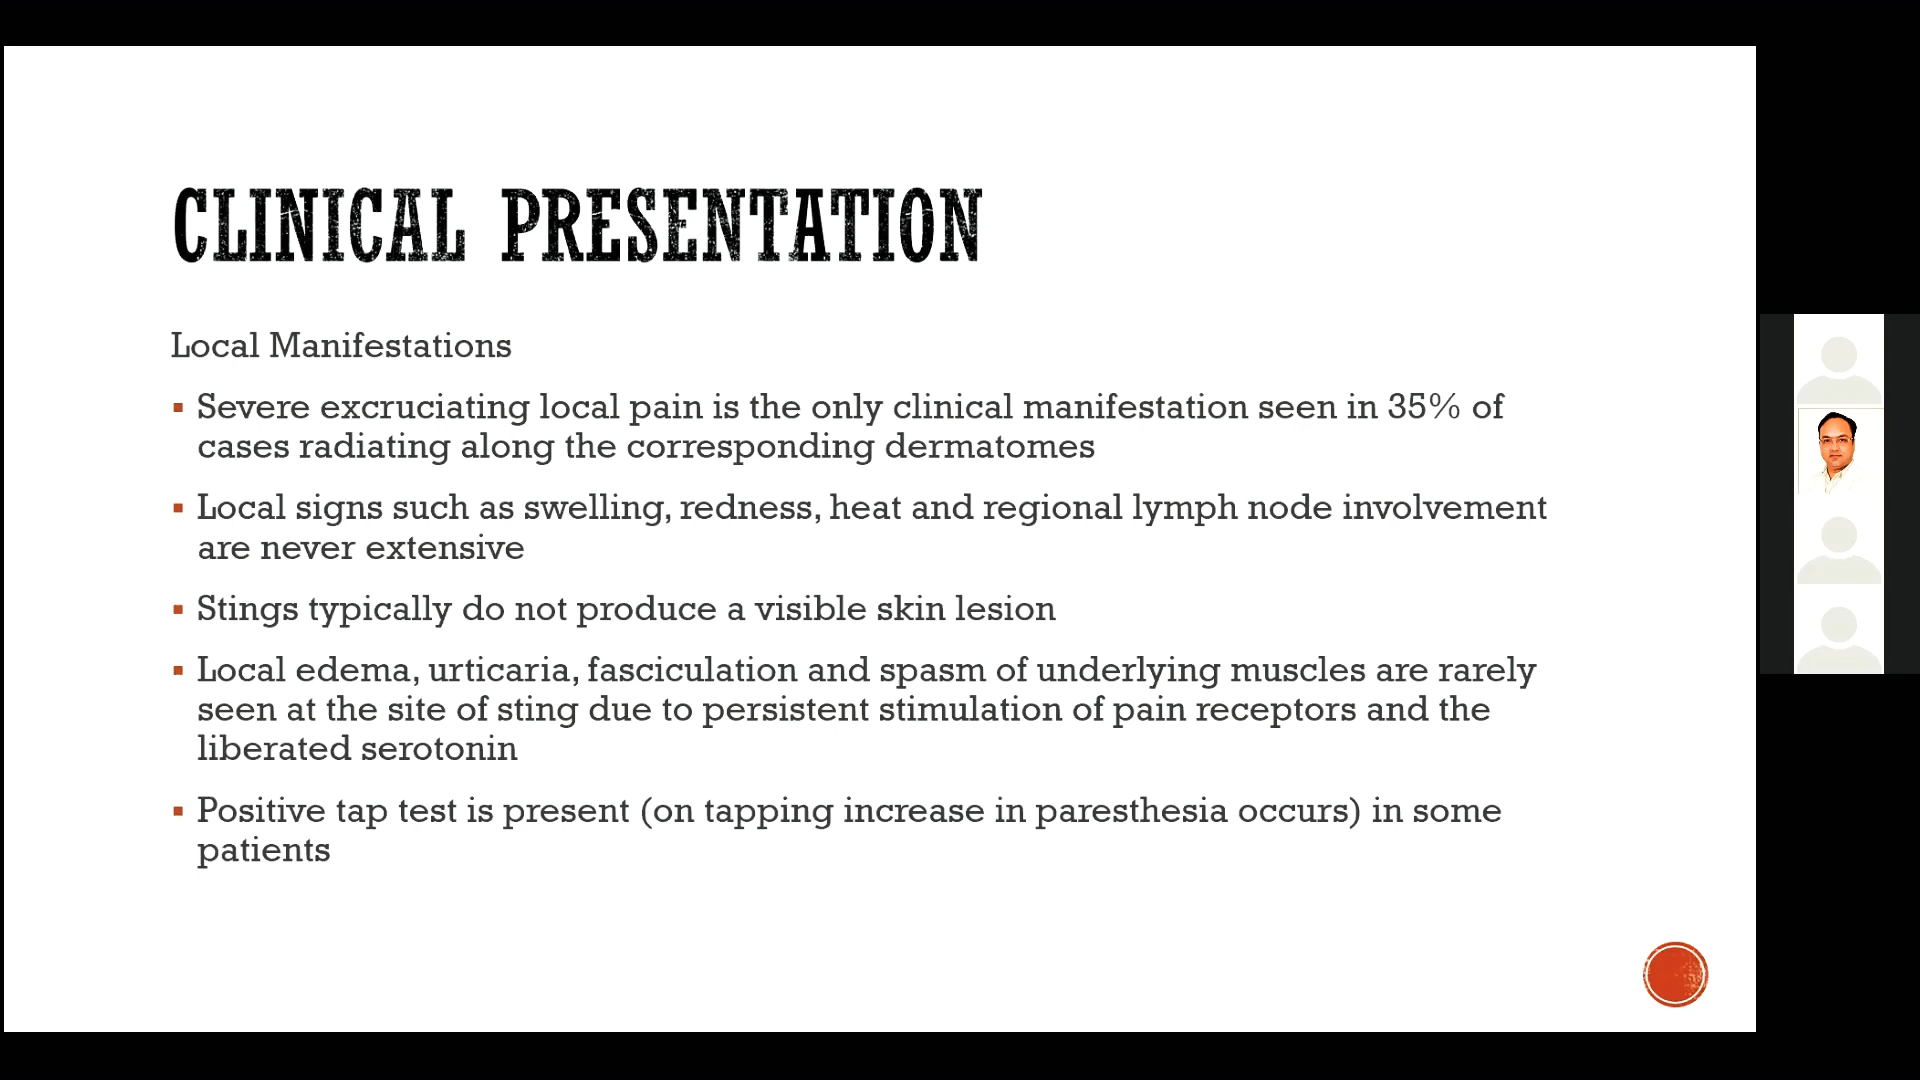 CLINICAL PRESENTATION
Local Manifestations
▪ Severe excruciating local pain is the only clinical manifestation seen in 35% of
cases radiating along the corresponding dermatomes
▪ Local signs such as swelling, redness, heat and regional lymph node involvement
are never extensive
▪ Stings typically do not produce a visible skin lesion
▪ Local edema, urticaria, fasciculation and spasm of underlying muscles are rarely
seen at the site of sting due to persistent stimulation of pain receptors and the
liberated serotonin
▪ Positive tap test is present (on tapping increase in paresthesia occurs) in some
patients